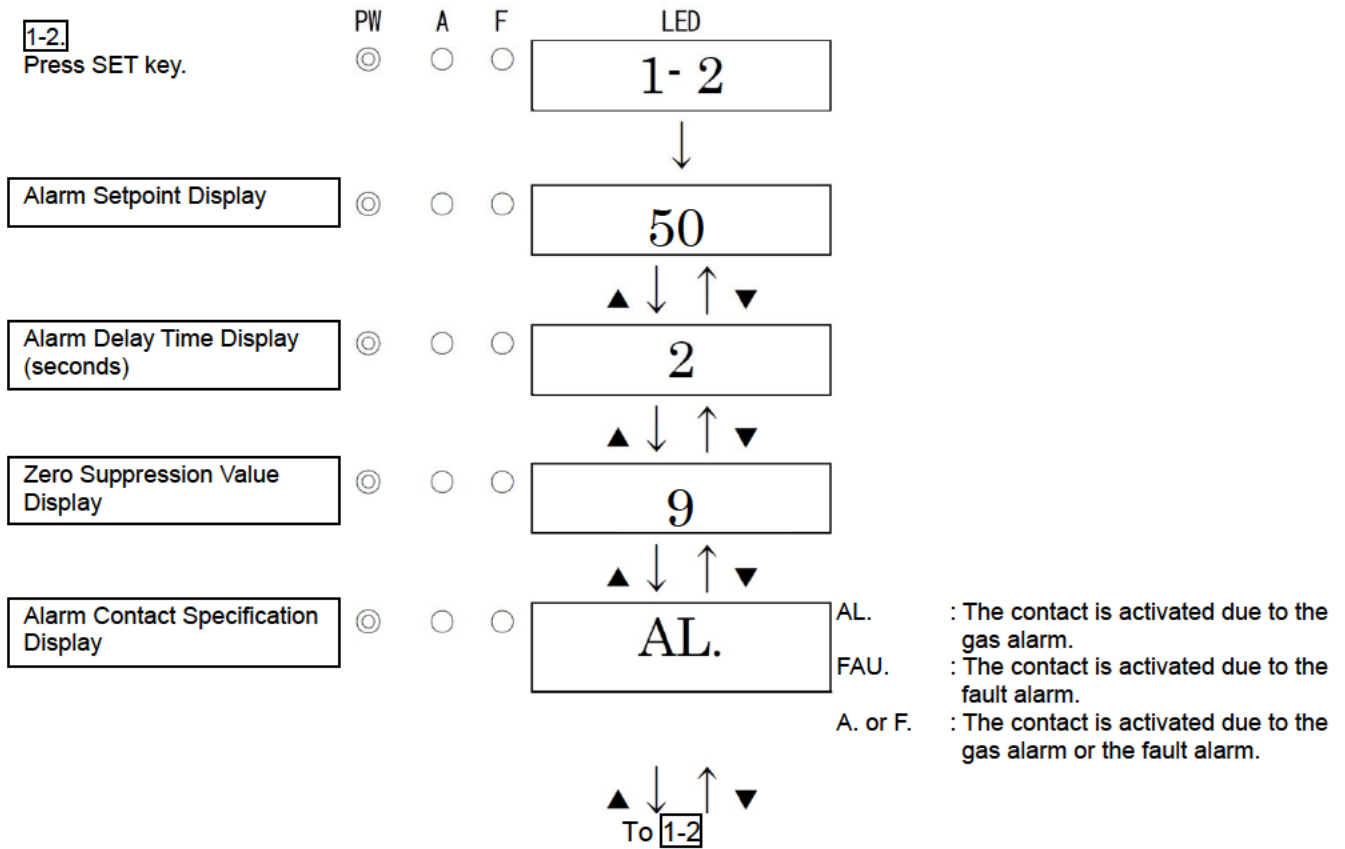 PW A F LED
1-2.
Press SET key.
1- 2
Alarm Setpoint Display
50
▲ ↓ ↑ ▼
Alarm Delay Time Display
(seconds)
2
▲ ↓ ↑ ▼
Zero Suppression Value
Display
9
▲ ↓ ↑ ▼
Alarm Contact Specification
Display
AL.
AL. : The contact is activated due to the
gas alarm.
FAU. : The contact is activated due to the
fault alarm.
A. or F. : The contact is activated due to the
gas alarm or the fault alarm.
▲ ↓ ↑ ▼
To 1-2